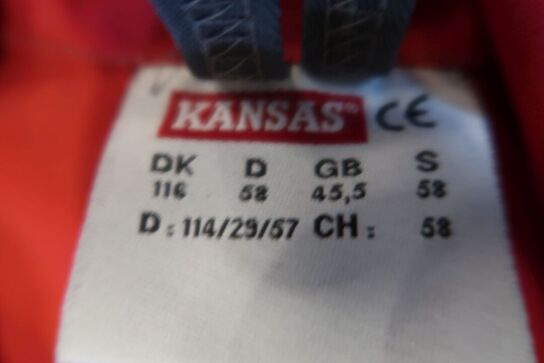 KANSAS® CE
DK D GB S
116 58 45,5 58
D: 114/29/57 CH: 58